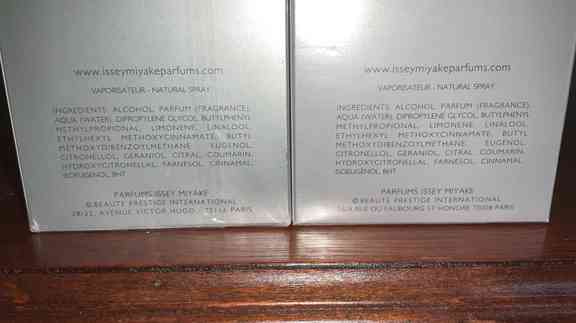 www.isseymiyakeparfums.com
VAPORISATEUR - NATURAL SPRAY
INGREDIENTS: ALCOHOL, PARFUM (FRAGRANCE),
AQUA (WATER), DIPROPYLENE GLYCOL, BUTYLPHENYL
METHYLPROPIONAL, LIMONENE, LINALOOL,
ETHYLHEXYL METHOXYCINNAMATE, BUTYL
METHOXYDIBENZOYLMETHANE EUGENOL,
CITRONELLOL, GERANIOL, CITRAL, COUMARIN,
HYDROXYCITRONELLAL, FARNESOL, CINNAMAL,
ISOEUGENOL, BHT
PARFUMS ISSEY MIYAKE
© BEAUTE PRESTIGE INTERNATIONAL
28/32, AVENUE VICTOR HUGO - 75116 PARIS
www.isseymiyakeparfums.com
VAPORISATEUR - NATURAL SPRAY
INGREDIENTS: ALCOHOL, PARFUM (FRAGRANCE),
AQUA (WATER), DIPROPYLENE GLYCOL, BUTYLPHENYL
METHYLPROPIONAL, LIMONENE, LINALOOL,
ETHYLHEXYL METHOXYCINNAMATE, BUTYL
METHOXYDIBENZOYLMETHANE, EUGENOL,
CITRONELLOL, GERANIOL, CITRAL, COUMARIN,
HYDROXYCITRONELLAL, FARNESOL, CINNAMAL,
ISOEUGENOL, BHT
PARFUMS ISSEY MIYAKE
© BEAUTE PRESTIGE INTERNATIONAL
RUE DU FAUBOURG ST HONORE 75008 PARIS